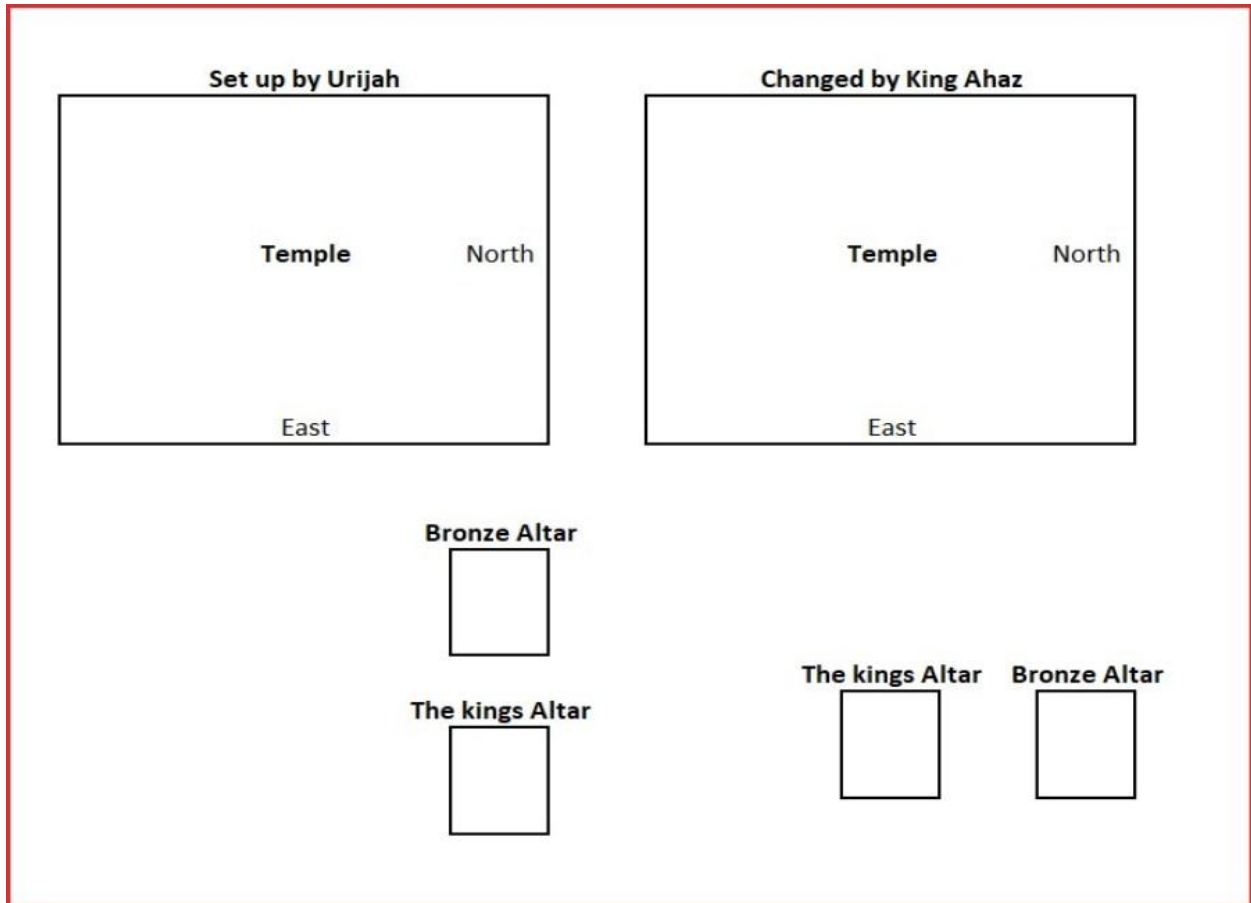 Set up by Urijah
Temple
North
East
Bronze Altar
The kings Altar
Changed by King Ahaz
Temple
North
East
The kings Altar
Bronze Altar